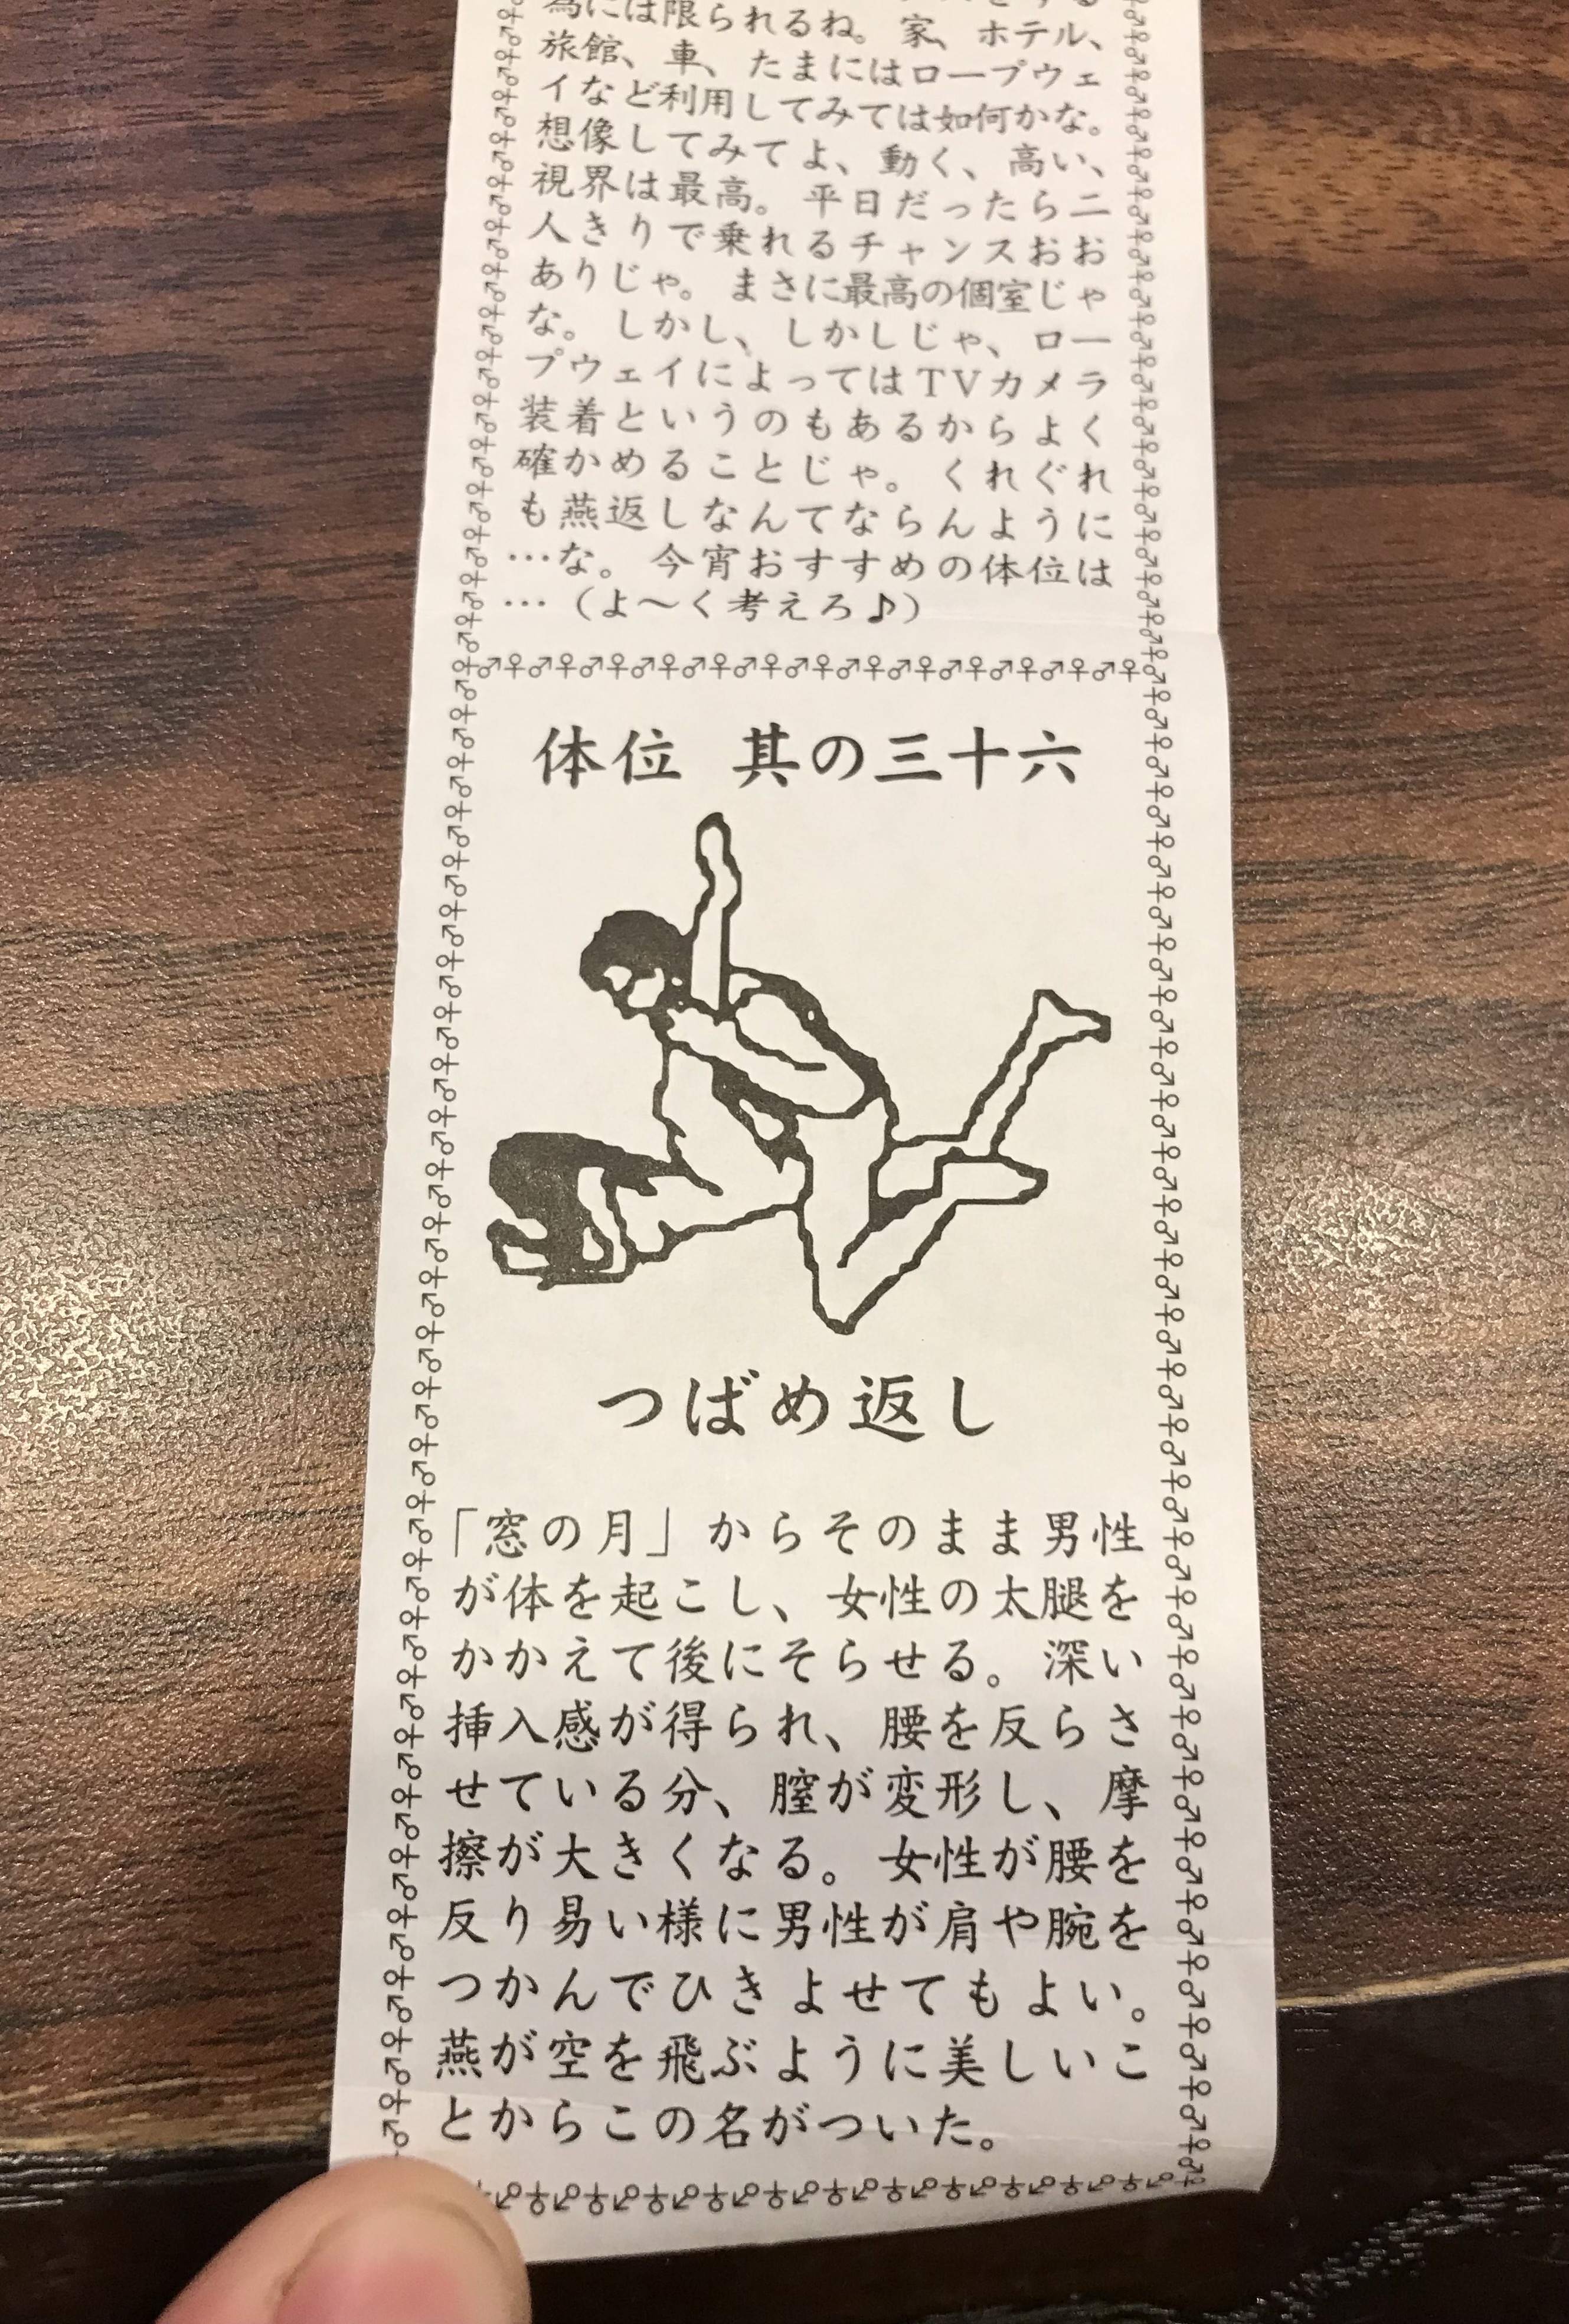 為には限られるね。家、ホテル、
旅館、車、たまにはロープウェ
イなど利用してみては如何かな。
想像してみてよ、動く、高い、
視界は最高。平日だったら二
人きりで乗れるチャンスおお
ありじゃ。まさに最高の個室じゃ
な。しかし、しかしじゃ、ロー
プウェイによってはTVカメラ
装着というのもあるからよく
確かめることじゃ。くれぐれ
も燕返しなんてならんように
…な。今宵おすすめの体位は
…(よ〜く考えろ♪)
体位 其の三十六
つばめ返し
「窓の月」からそのまま男性
が体を起こし、女性の太腿を
かかえて後にそらせる。深い
挿入感が得られ、腰を反らさ
せている分、膣が変形し、摩
擦が大きくなる。女性が腰を
反り易い様に男性が肩や腕を
つかんでひきよせてもよい。
燕が空を飛ぶように美しいこ
とからこの名がついた。